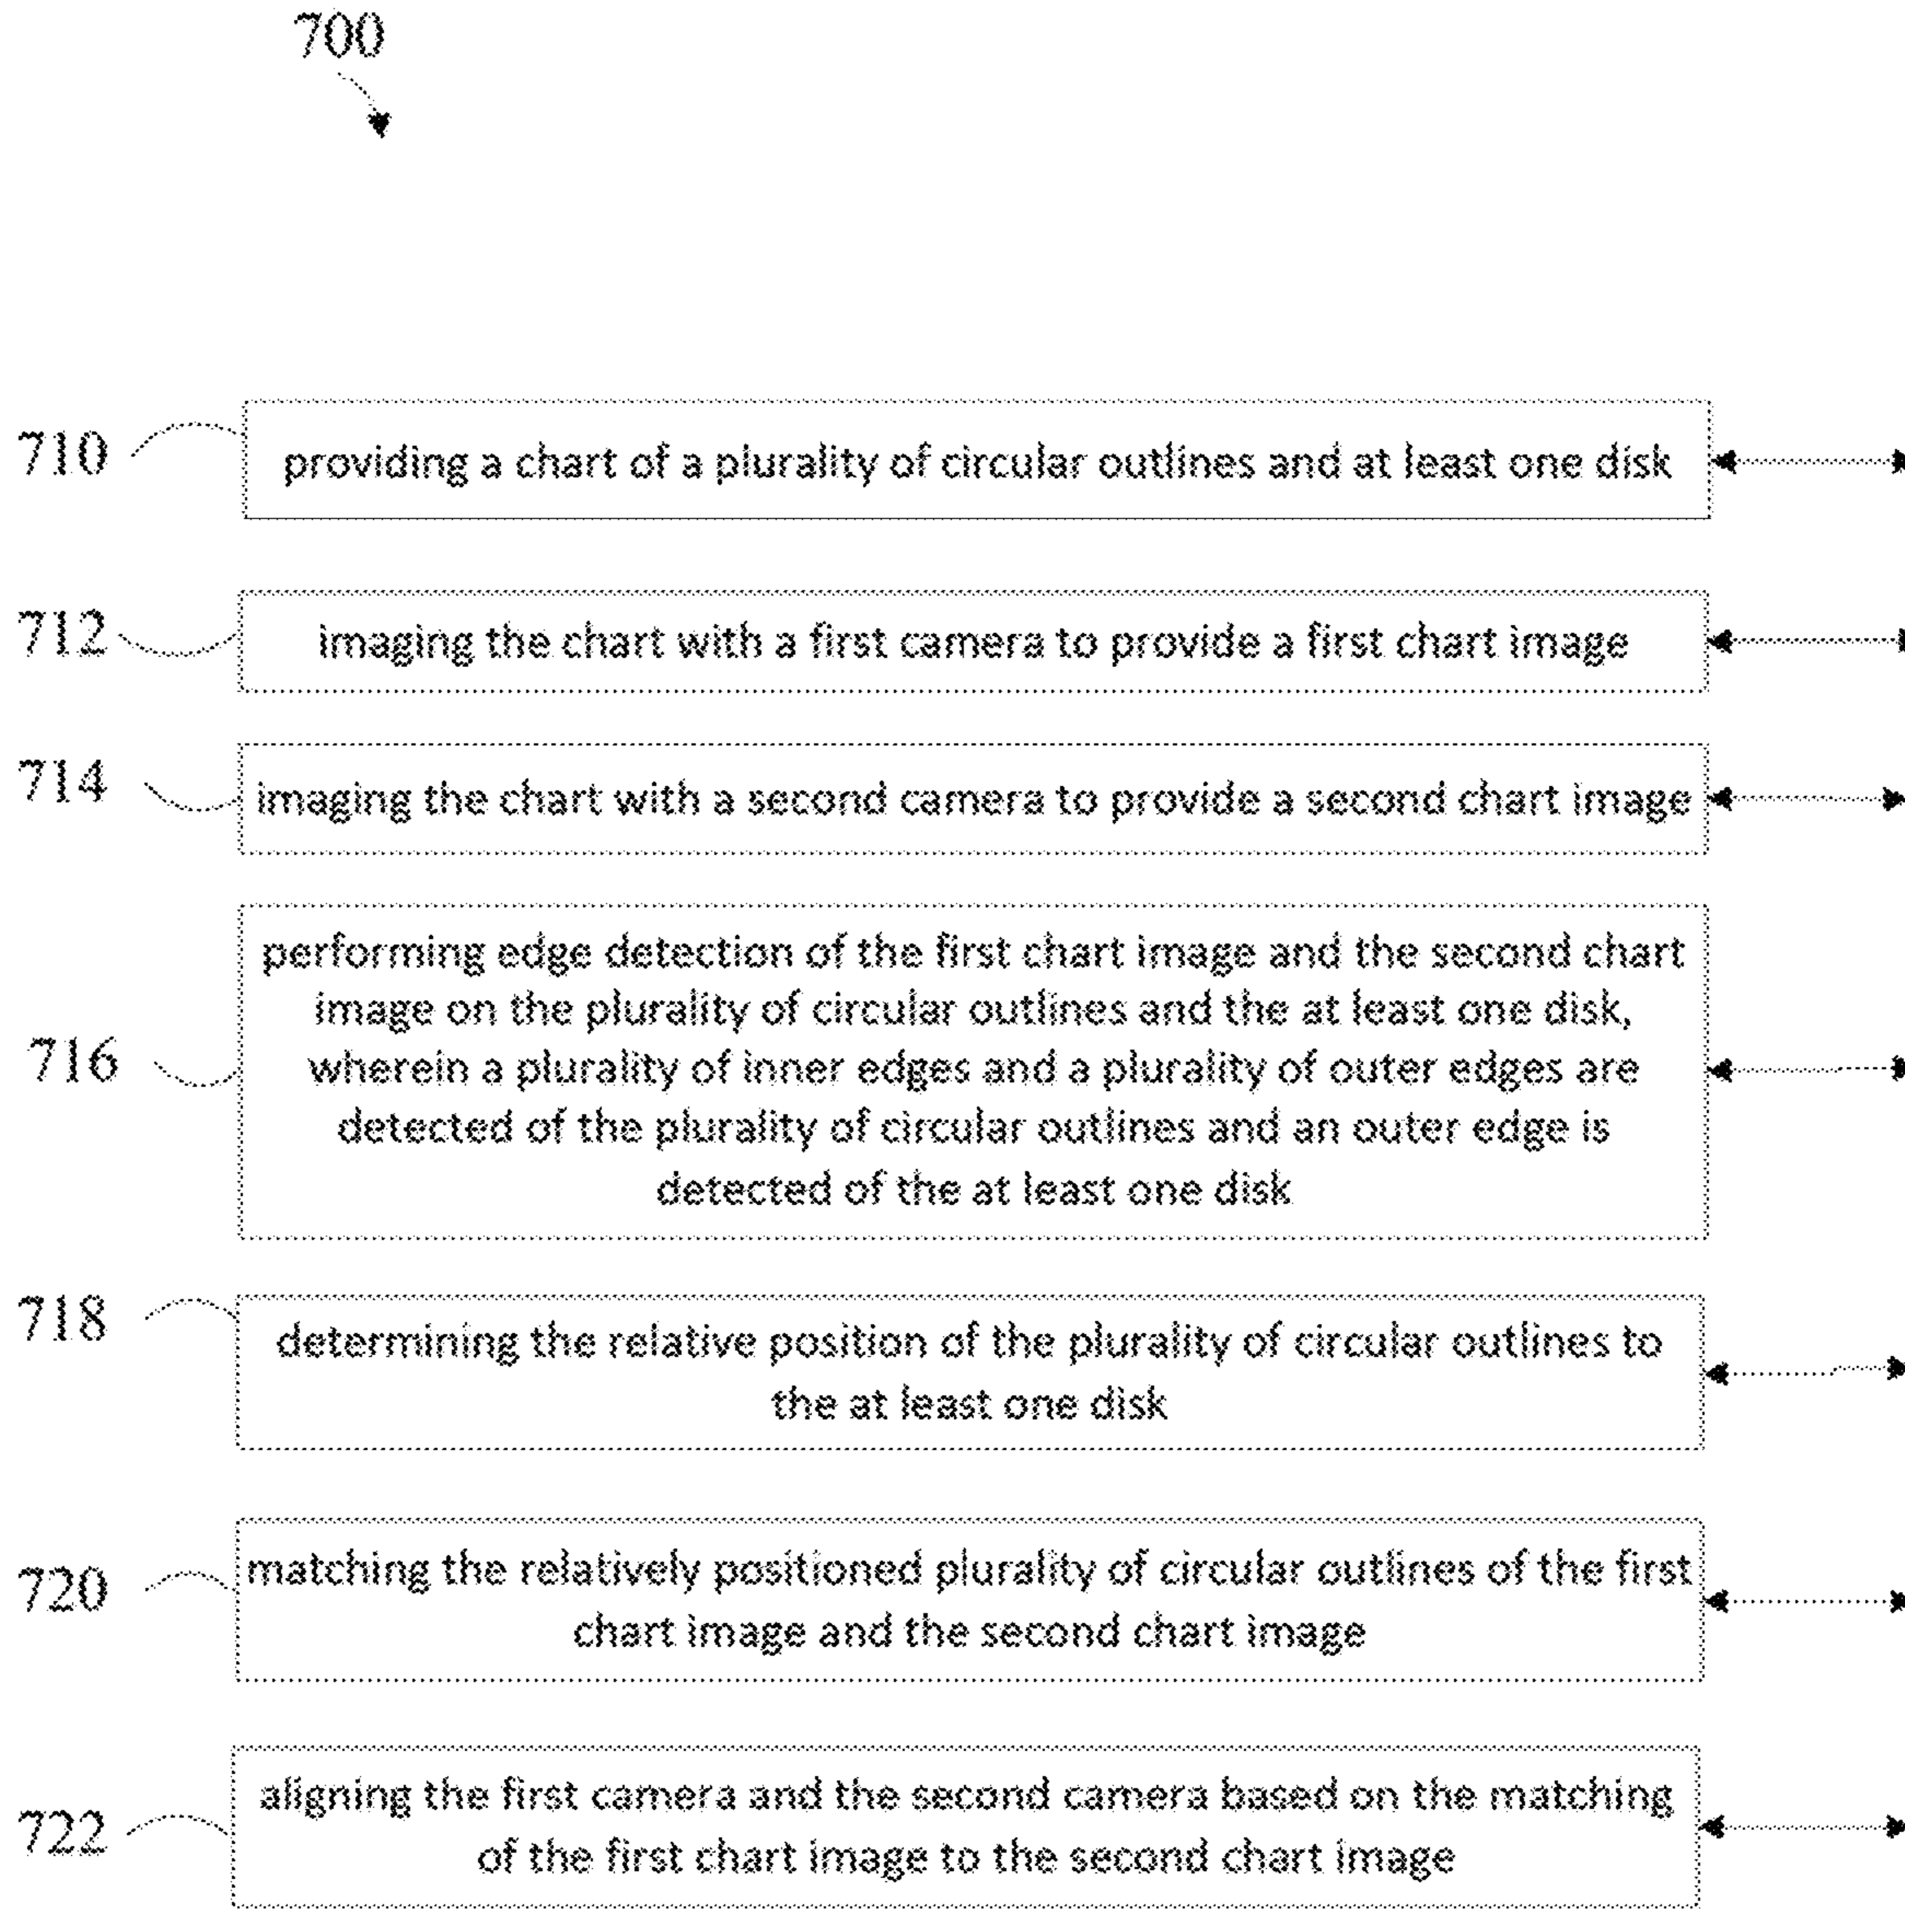 700
710
providing a chart of a plurality of circular outlines and at least one disk
712
imaging the chart with a first camera to provide a first chart image
714
imaging the chart with a second camera to provide a second chart image
716
performing edge detection of the first chart image and the second chart
image on the plurality of circular outlines and the at least one disk,
wherein a plurality of inner edges and a plurality of outer edges are
detected of the plurality of circular outlines and an outer edge is
detected of the at least one disk
718
determining the relative position of the plurality of circular outlines to
the at least one disk
720
matching the relatively positioned plurality of circular outlines of the first
chart image and the second chart image
722
aligning the first camera and the second camera based on the matching
of the first chart image to the second chart image